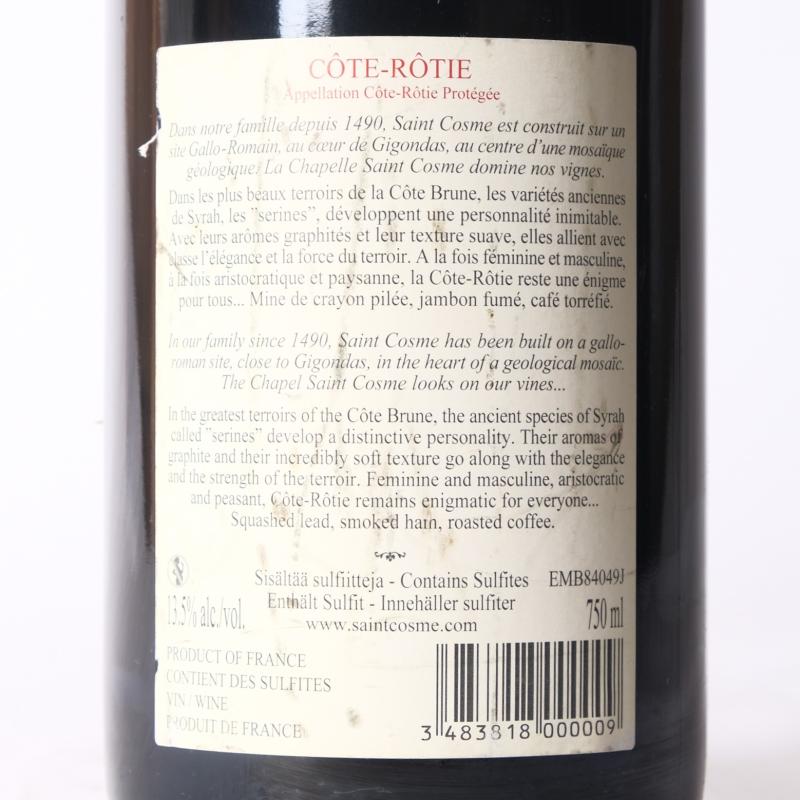 CÔTE-RÔTIE
Appellation Côte-Rôtie Protégée
Dans notre famille depuis 1490, Saint Cosme est construit sur un
site Gallo-Romain, au cœur de Gigondas, au centre d'une mosaïque
géologique. La Chapelle Saint Cosme domine nos vignes.
Dans les plus beaux terroirs de la Côte Brune, les variétés anciennes
de Syrah, les "serines", développent une personnalité inimitable.
Avec leurs arômes graphités et leur texture suave, elles allient avec
classe l'élégance et la force du terroir. A la fois féminine et masculine,
à la fois aristocratique et paysanne, la Côte-Rôtie reste une énigme
pour tous... Mine de crayon pilée, jambon fumé, café torréfié.
In our family since 1490, Saint Cosme has been built on a gallo-
roman site, close to Gigondas, in the heart of a geological mosaïc.
The Chapel Saint Cosme looks on our vines...
In the greatest terroirs of the Côte Brune, the ancient species of Syrah
called "serines" develop a distinctive personality. Their aromas of
graphite and their incredibly soft texture go along with the elegance
and the strength of the terroir. Feminine and masculine, aristocratic
and peasant, Côte-Rôtie remains enigmatic for everyone...
Squashed lead, smoked ham, roasted coffee.
Sisältää sulfiitteja - Contains Sulfites EMB84049J
Enthält Sulfit - Innehäller sulfiter
13.5% alc./vol. 750 ml
www.saintcosme.com
PRODUCT OF FRANCE
CONTIENT DES SULFITES
VIN / WINE
PRODUIT DE FRANCE
3 483818 000009